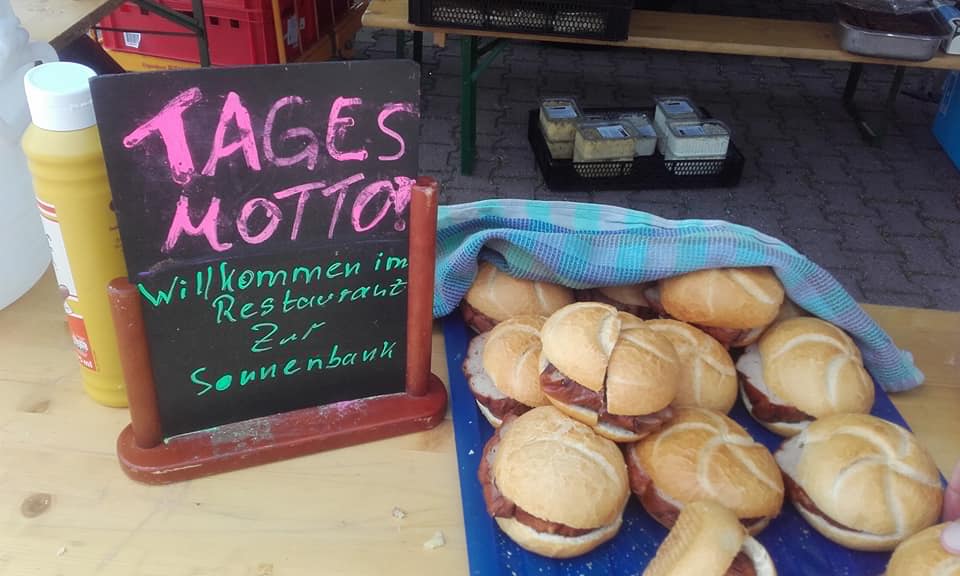 TAGES
MOTTO!
Willkommen im
Restaurant
Zur
Sonnenbank